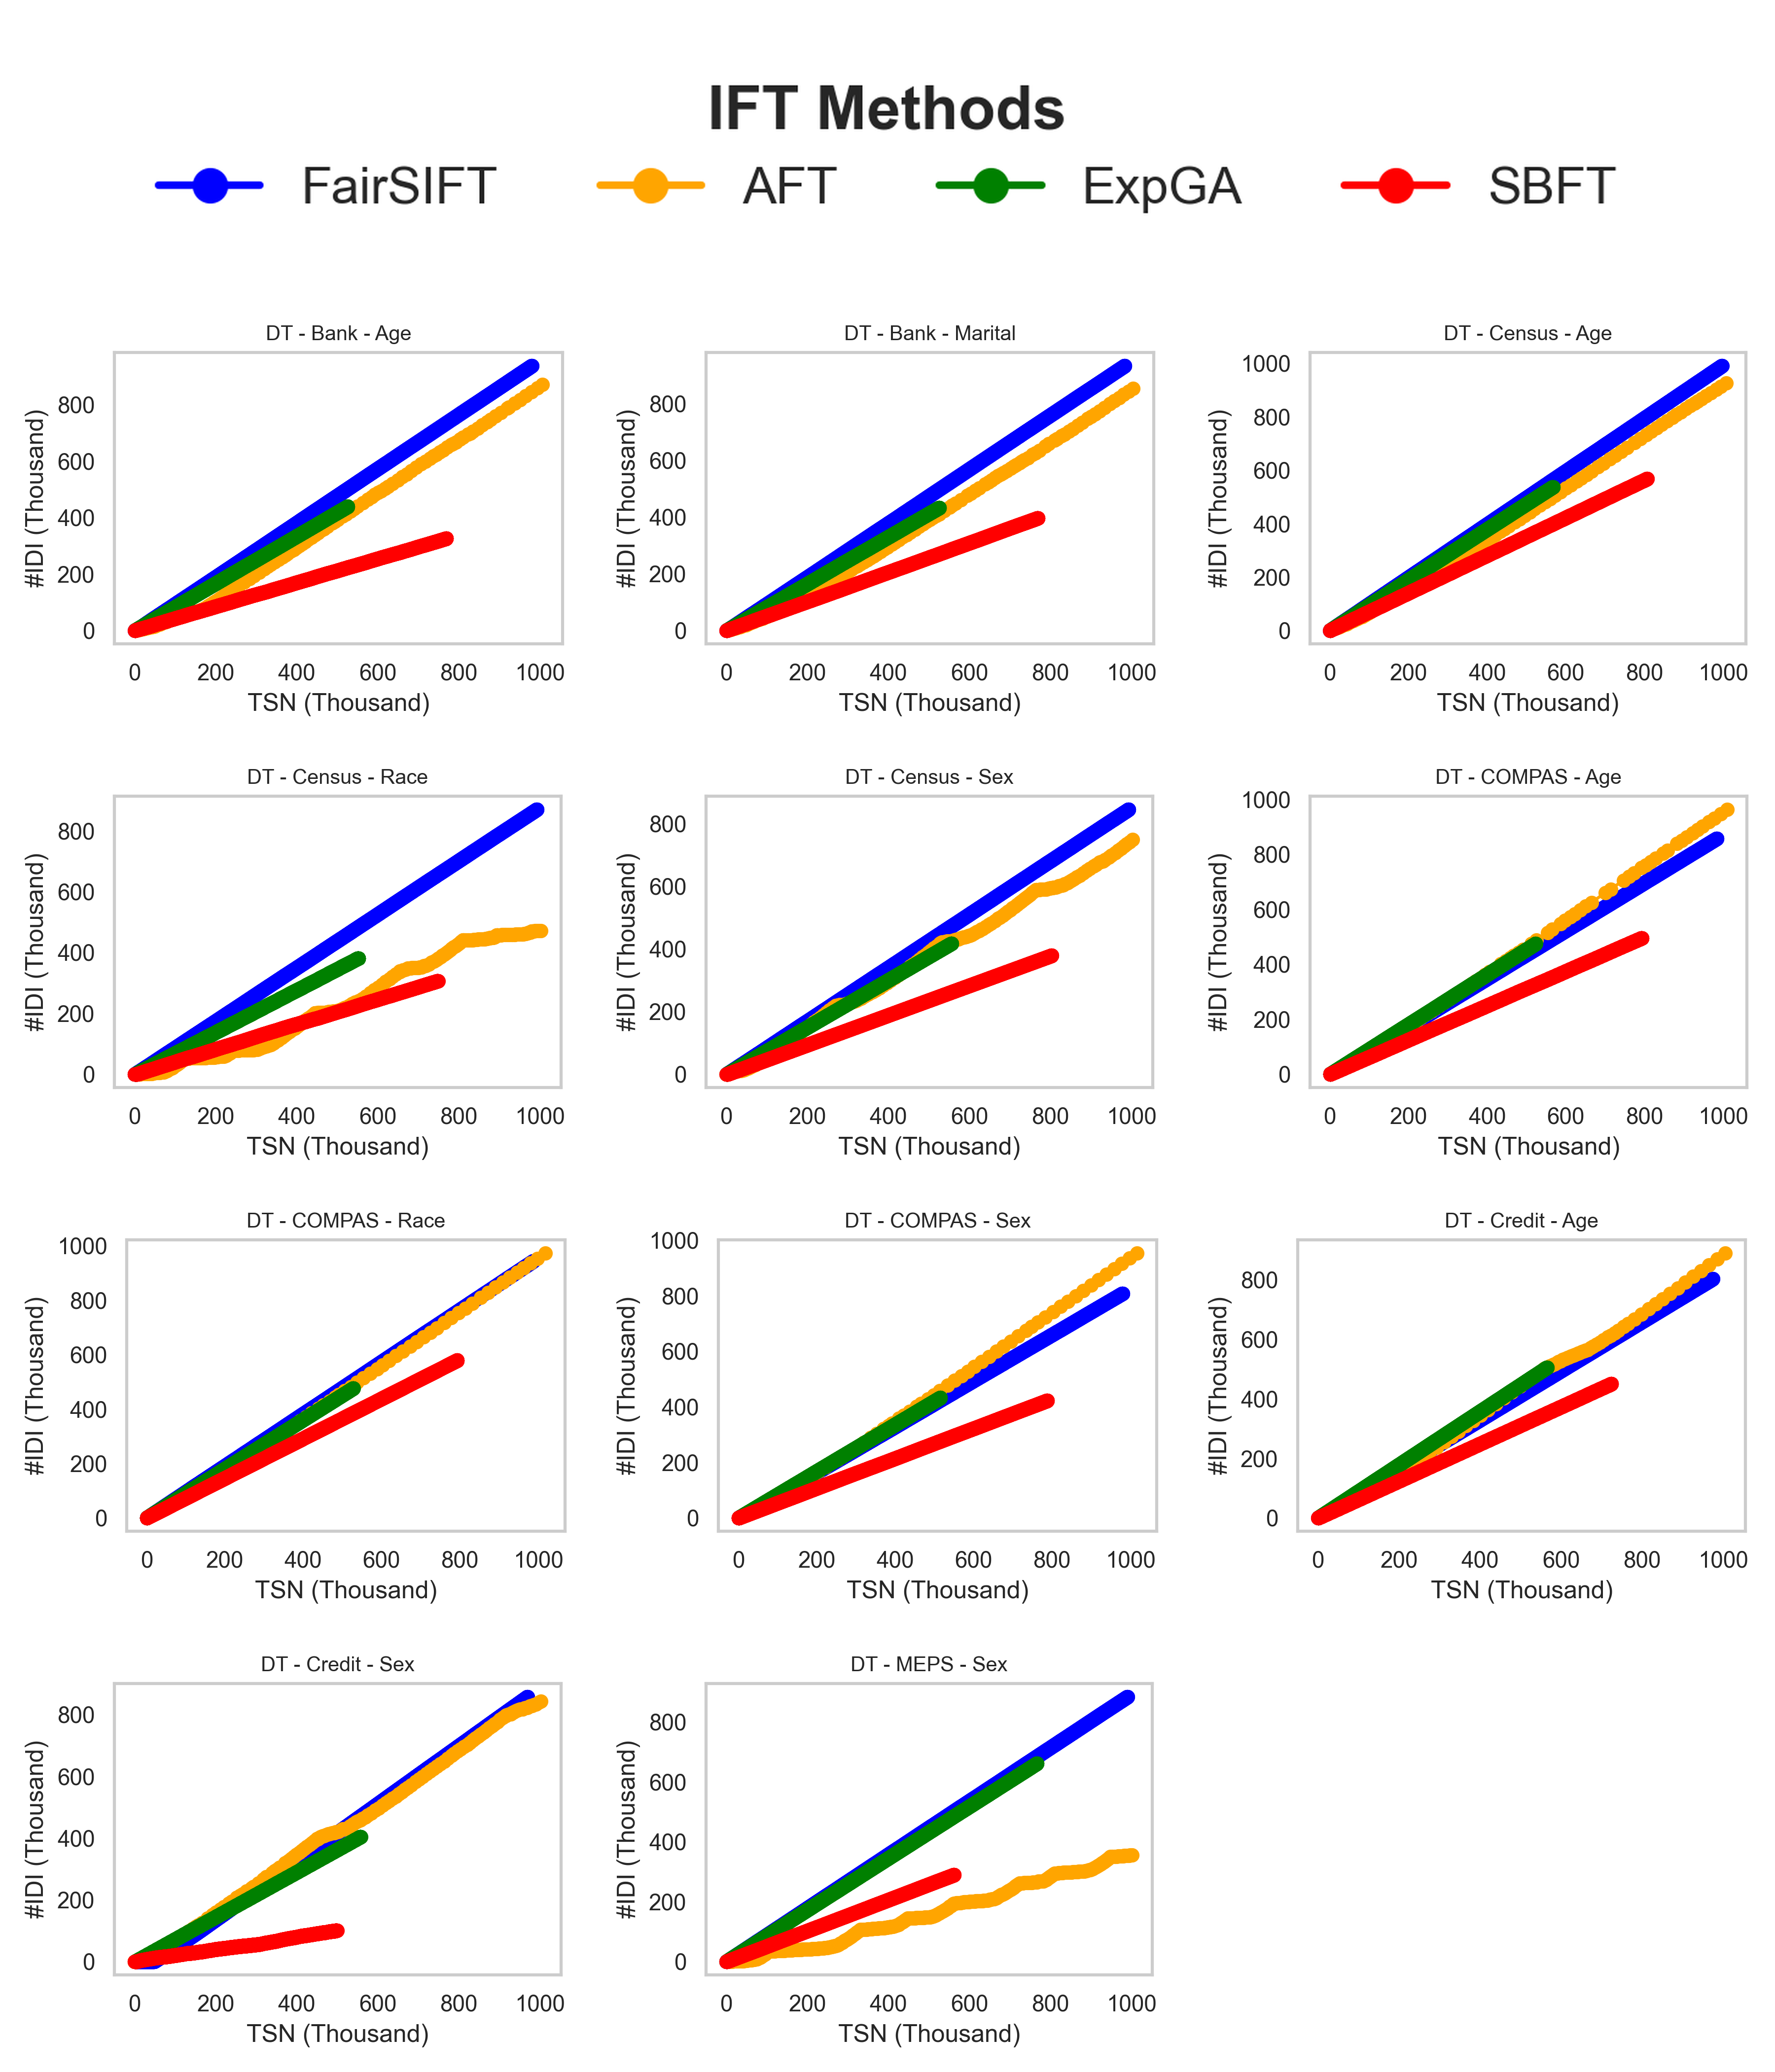 IFT Methods
FairSIFT AFT ExpGA SBFT
DT - Bank - Age
#IDI (Thousand)
800
600
400
200
0
0 200 400 600 800 1000
TSN (Thousand)
DT - Bank - Marital
#IDI (Thousand)
800
600
400
200
0
0 200 400 600 800 1000
TSN (Thousand)
DT - Census - Age
#IDI (Thousand)
1000
800
600
400
200
0
0 200 400 600 800 1000
TSN (Thousand)
DT - Census - Race
#IDI (Thousand)
800
600
400
200
0
0 200 400 600 800 1000
TSN (Thousand)
DT - Census - Sex
#IDI (Thousand)
800
600
400
200
0
0 200 400 600 800 1000
TSN (Thousand)
DT - COMPAS - Age
#IDI (Thousand)
1000
800
600
400
200
0
0 200 400 600 800 1000
TSN (Thousand)
DT - COMPAS - Race
#IDI (Thousand)
1000
800
600
400
200
0
0 200 400 600 800 1000
TSN (Thousand)
DT - COMPAS - Sex
#IDI (Thousand)
1000
800
600
400
200
0
0 200 400 600 800 1000
TSN (Thousand)
DT - Credit - Age
#IDI (Thousand)
800
600
400
200
0
0 200 400 600 800 1000
TSN (Thousand)
DT - Credit - Sex
#IDI (Thousand)
800
600
400
200
0
0 200 400 600 800 1000
TSN (Thousand)
DT - MEPS - Sex
#IDI (Thousand)
800
600
400
200
0
0 200 400 600 800 1000
TSN (Thousand)